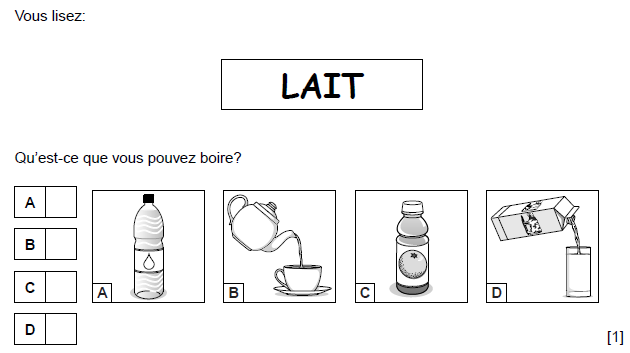 Vous lisez:
LAIT
Qu'est-ce que vous pouvez boire?
A
B
C
D
A
B
C
D
[1]